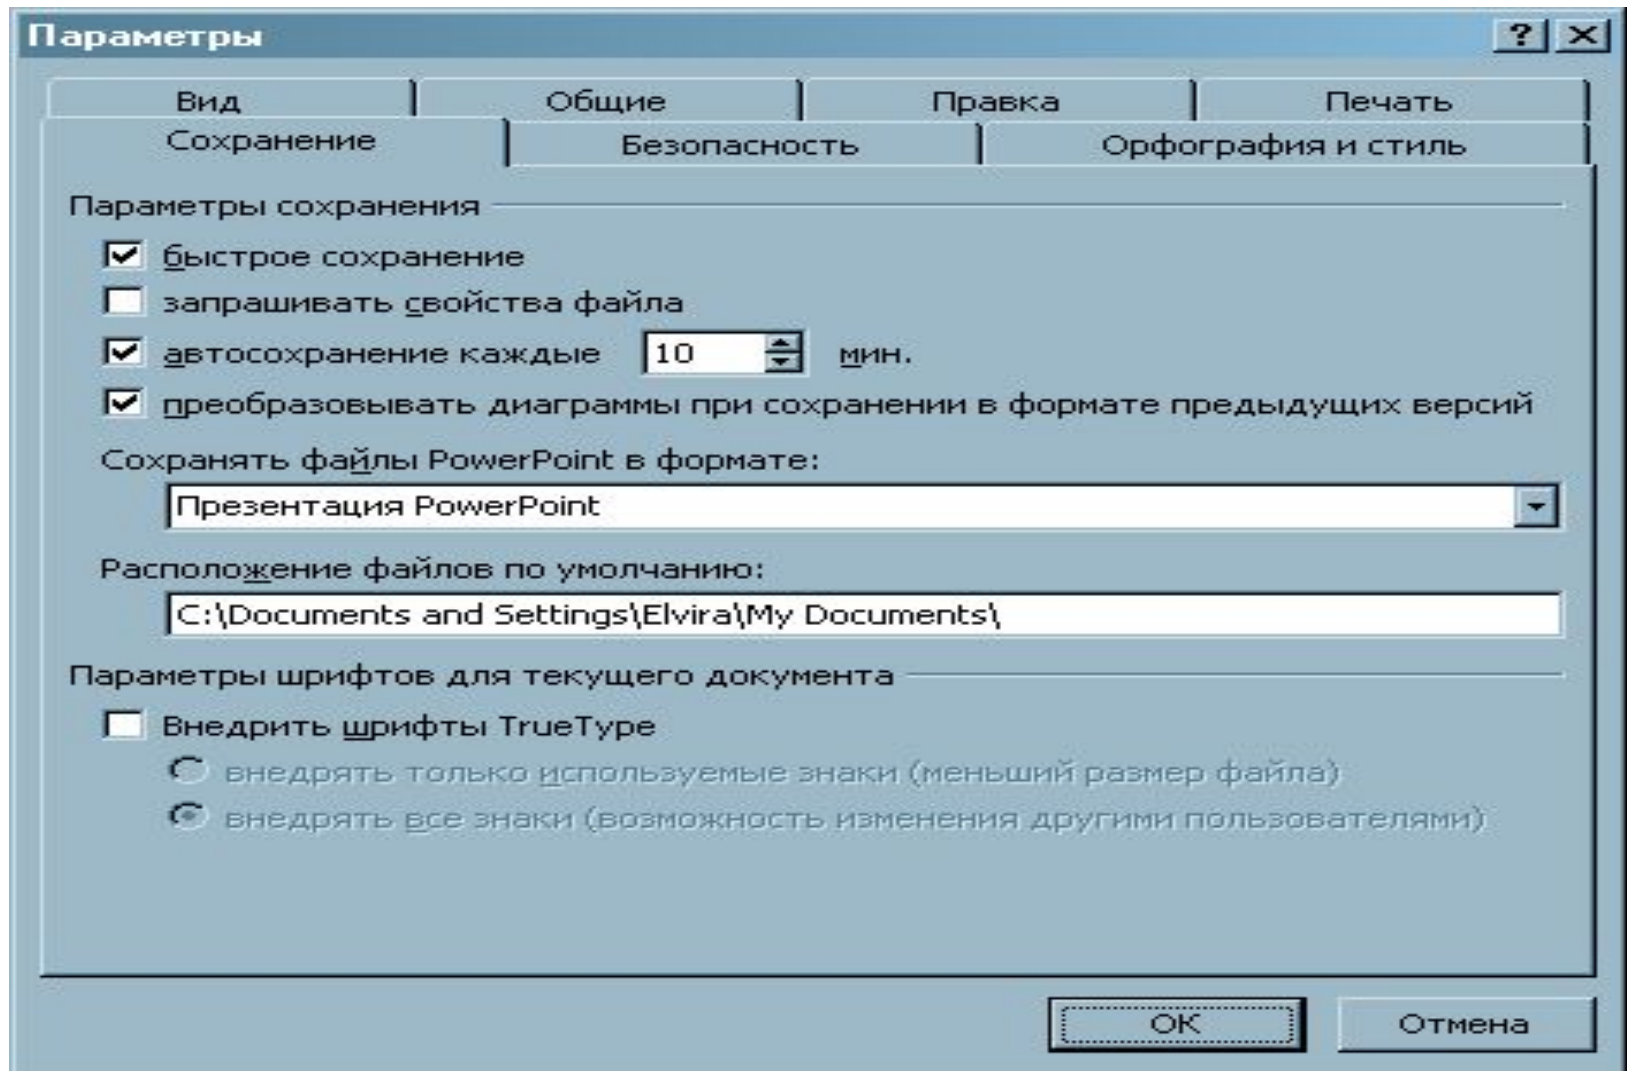 Параметры
Вид Общие Правка Печать
Сохранение Безопасность Орфография и стиль
Параметры сохранения
быстрое сохранение
запрашивать свойства файла
автосохранение каждые 10 мин.
преобразовывать диаграммы при сохранении в формате предыдущих версий
Сохранять файлы PowerPoint в формате:
Презентация PowerPoint
Расположение файлов по умолчанию:
C:\Documents and Settings\Elvira\My Documents\
Параметры шрифтов для текущего документа
Внедрить шрифты TrueType
внедрять только используемые знаки (меньший размер файла)
внедрять все знаки (возможность изменения другими пользователями)
OK Отмена